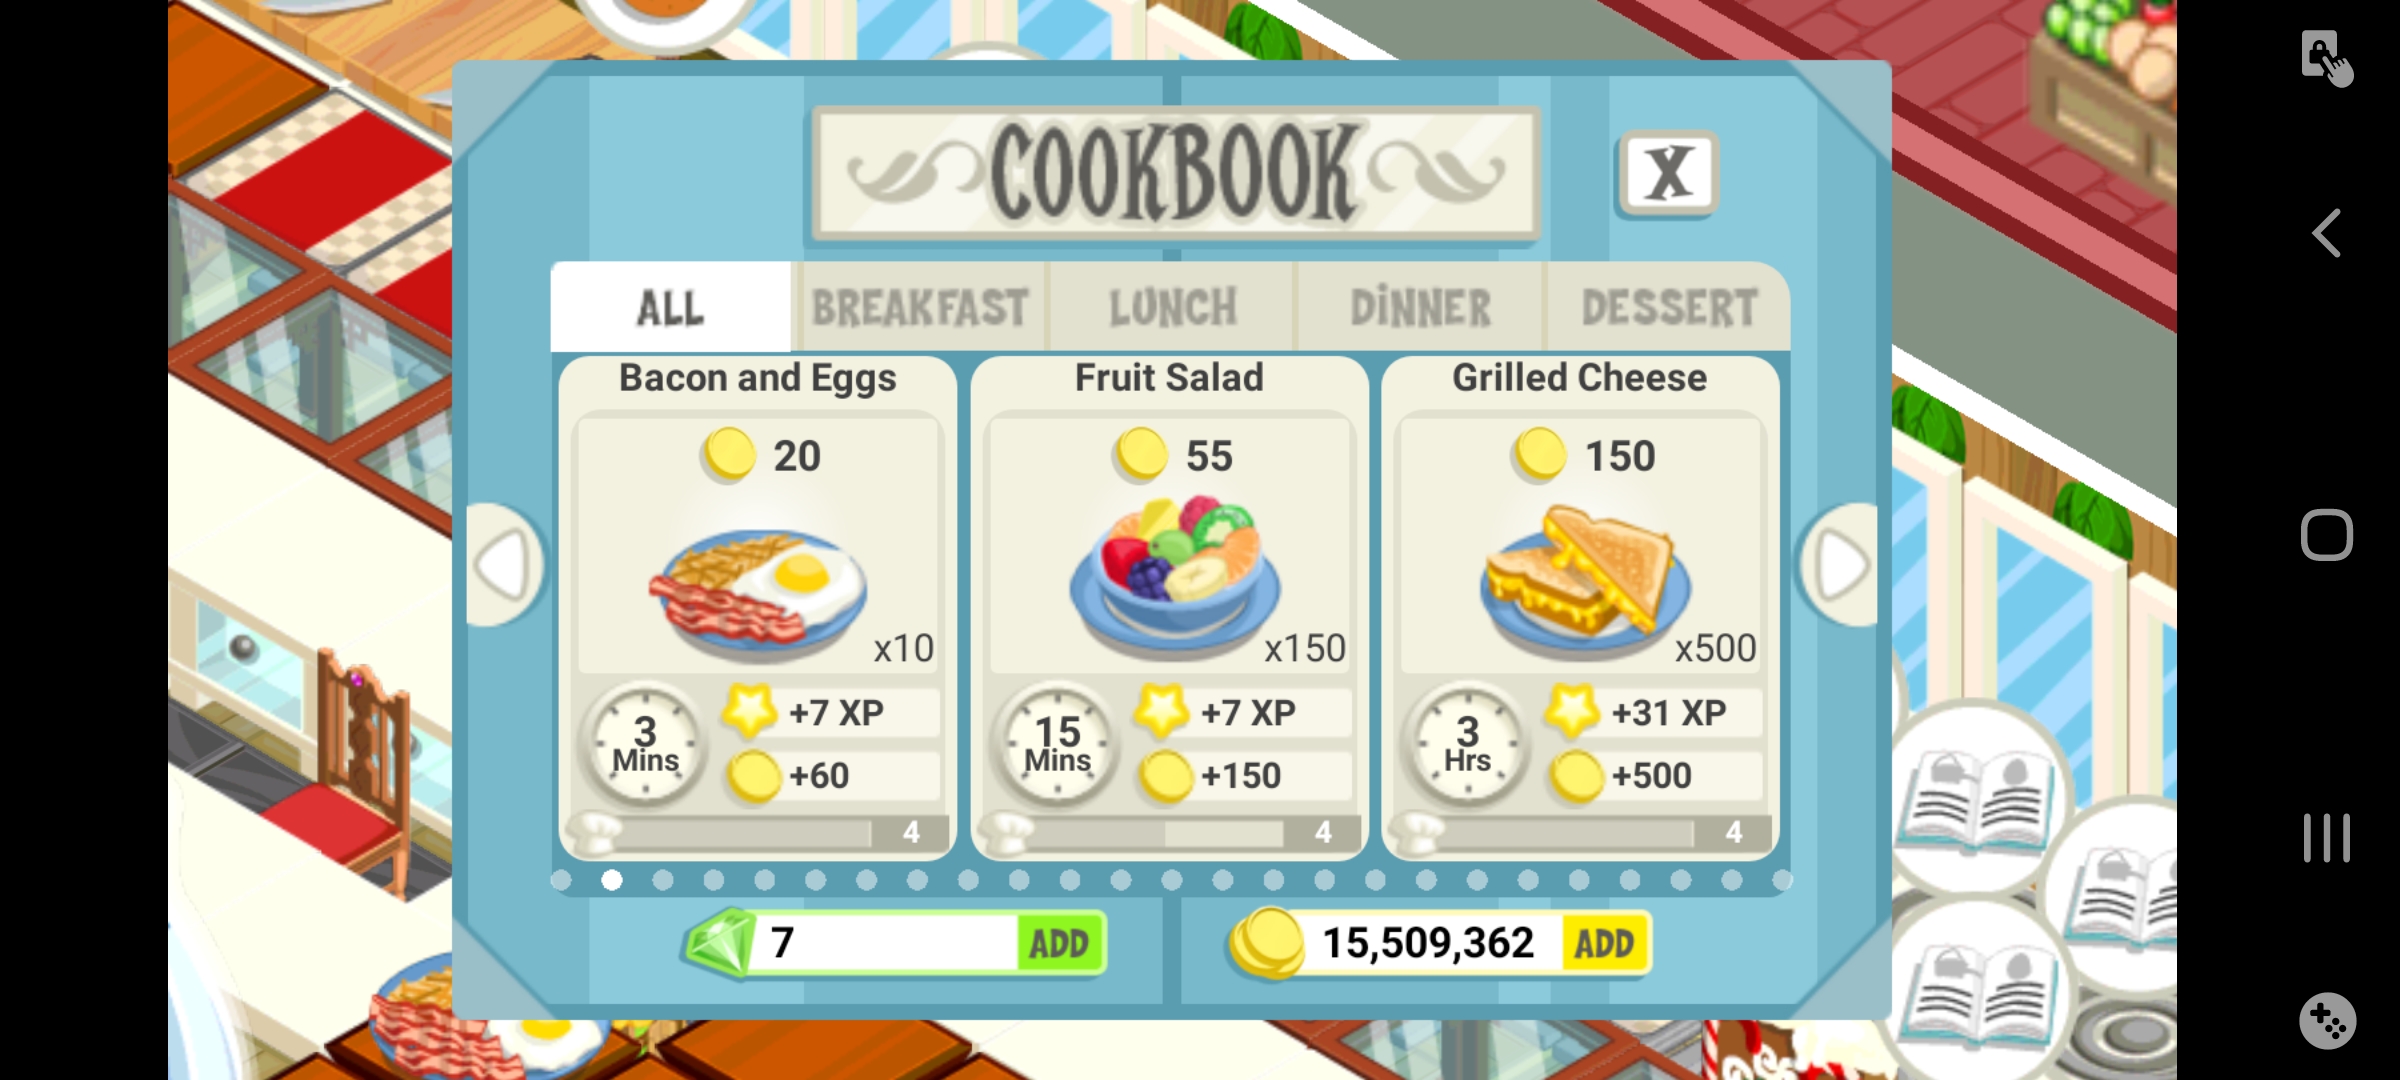 COOKBOOK
X
ALL
BREAKFAST
LUNCH
DINNER
DESSERT
Bacon and Eggs
20
x10
3
Mins
+7 XP
+60
4
Fruit Salad
55
x150
15
Mins
+7 XP
+150
4
Grilled Cheese
150
x500
3
Hrs
+31 XP
+500
4
7
ADD
15,509,362
ADD